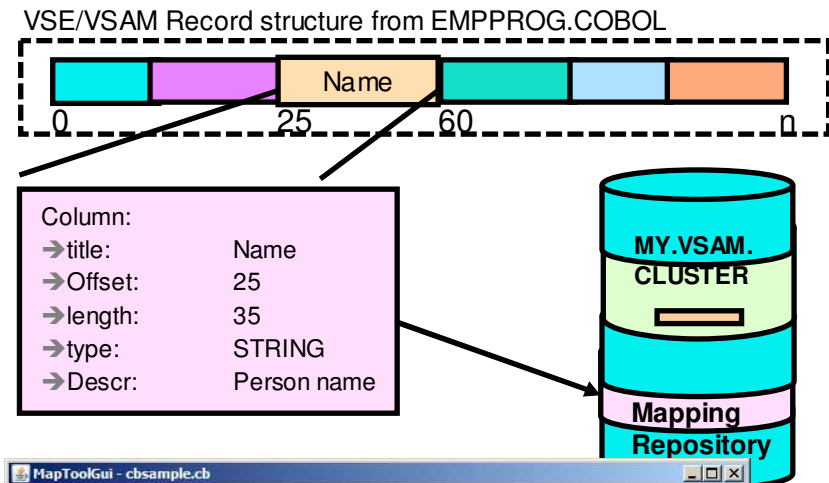 VSE/VSAM Record structure from EMPPROG.COBOL
Name
0 25 60 n
Column:
➔title: Name
➔Offset: 25
➔length: 35
➔type: STRING
➔Descr: Person name
MY.VSAM.
CLUSTER
Mapping
Repository
MapToolGui - cbsample.cb